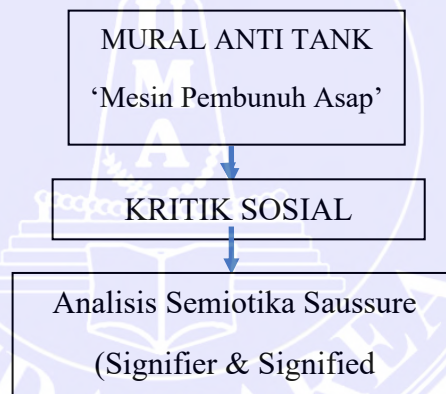 MURAL ANTI TANK
‘Mesin Pembunuh Asap’
KRITIK SOSIAL
Analisis Semiotika Saussure
(Signifier & Signified